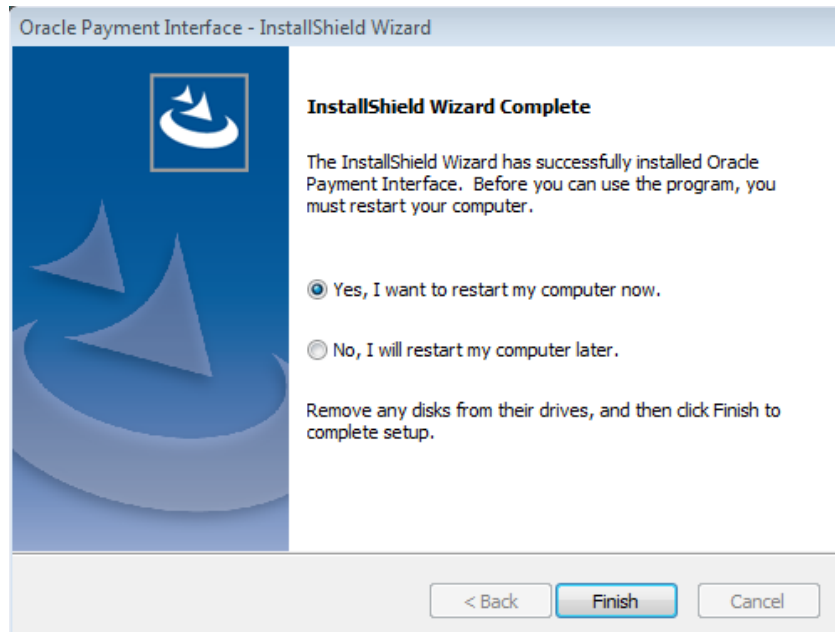 Oracle Payment Interface - InstallShield Wizard
InstallShield Wizard Complete
The InstallShield Wizard has successfully installed Oracle
Payment Interface.  Before you can use the program, you
must restart your computer.
Yes, I want to restart my computer now.
No, I will restart my computer later.
Remove any disks from their drives, and then click Finish to
complete setup.
< Back
Finish
Cancel